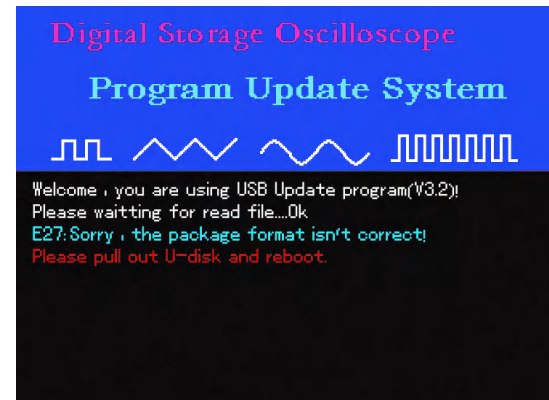 Digital Storage Oscilloscope
Program Update System
Welcome , you are using USB Update program(V3.2)!
Please waitting for read file....Ok
E27:Sorry , the package format isn't correct!
Please pull out U-disk and reboot.